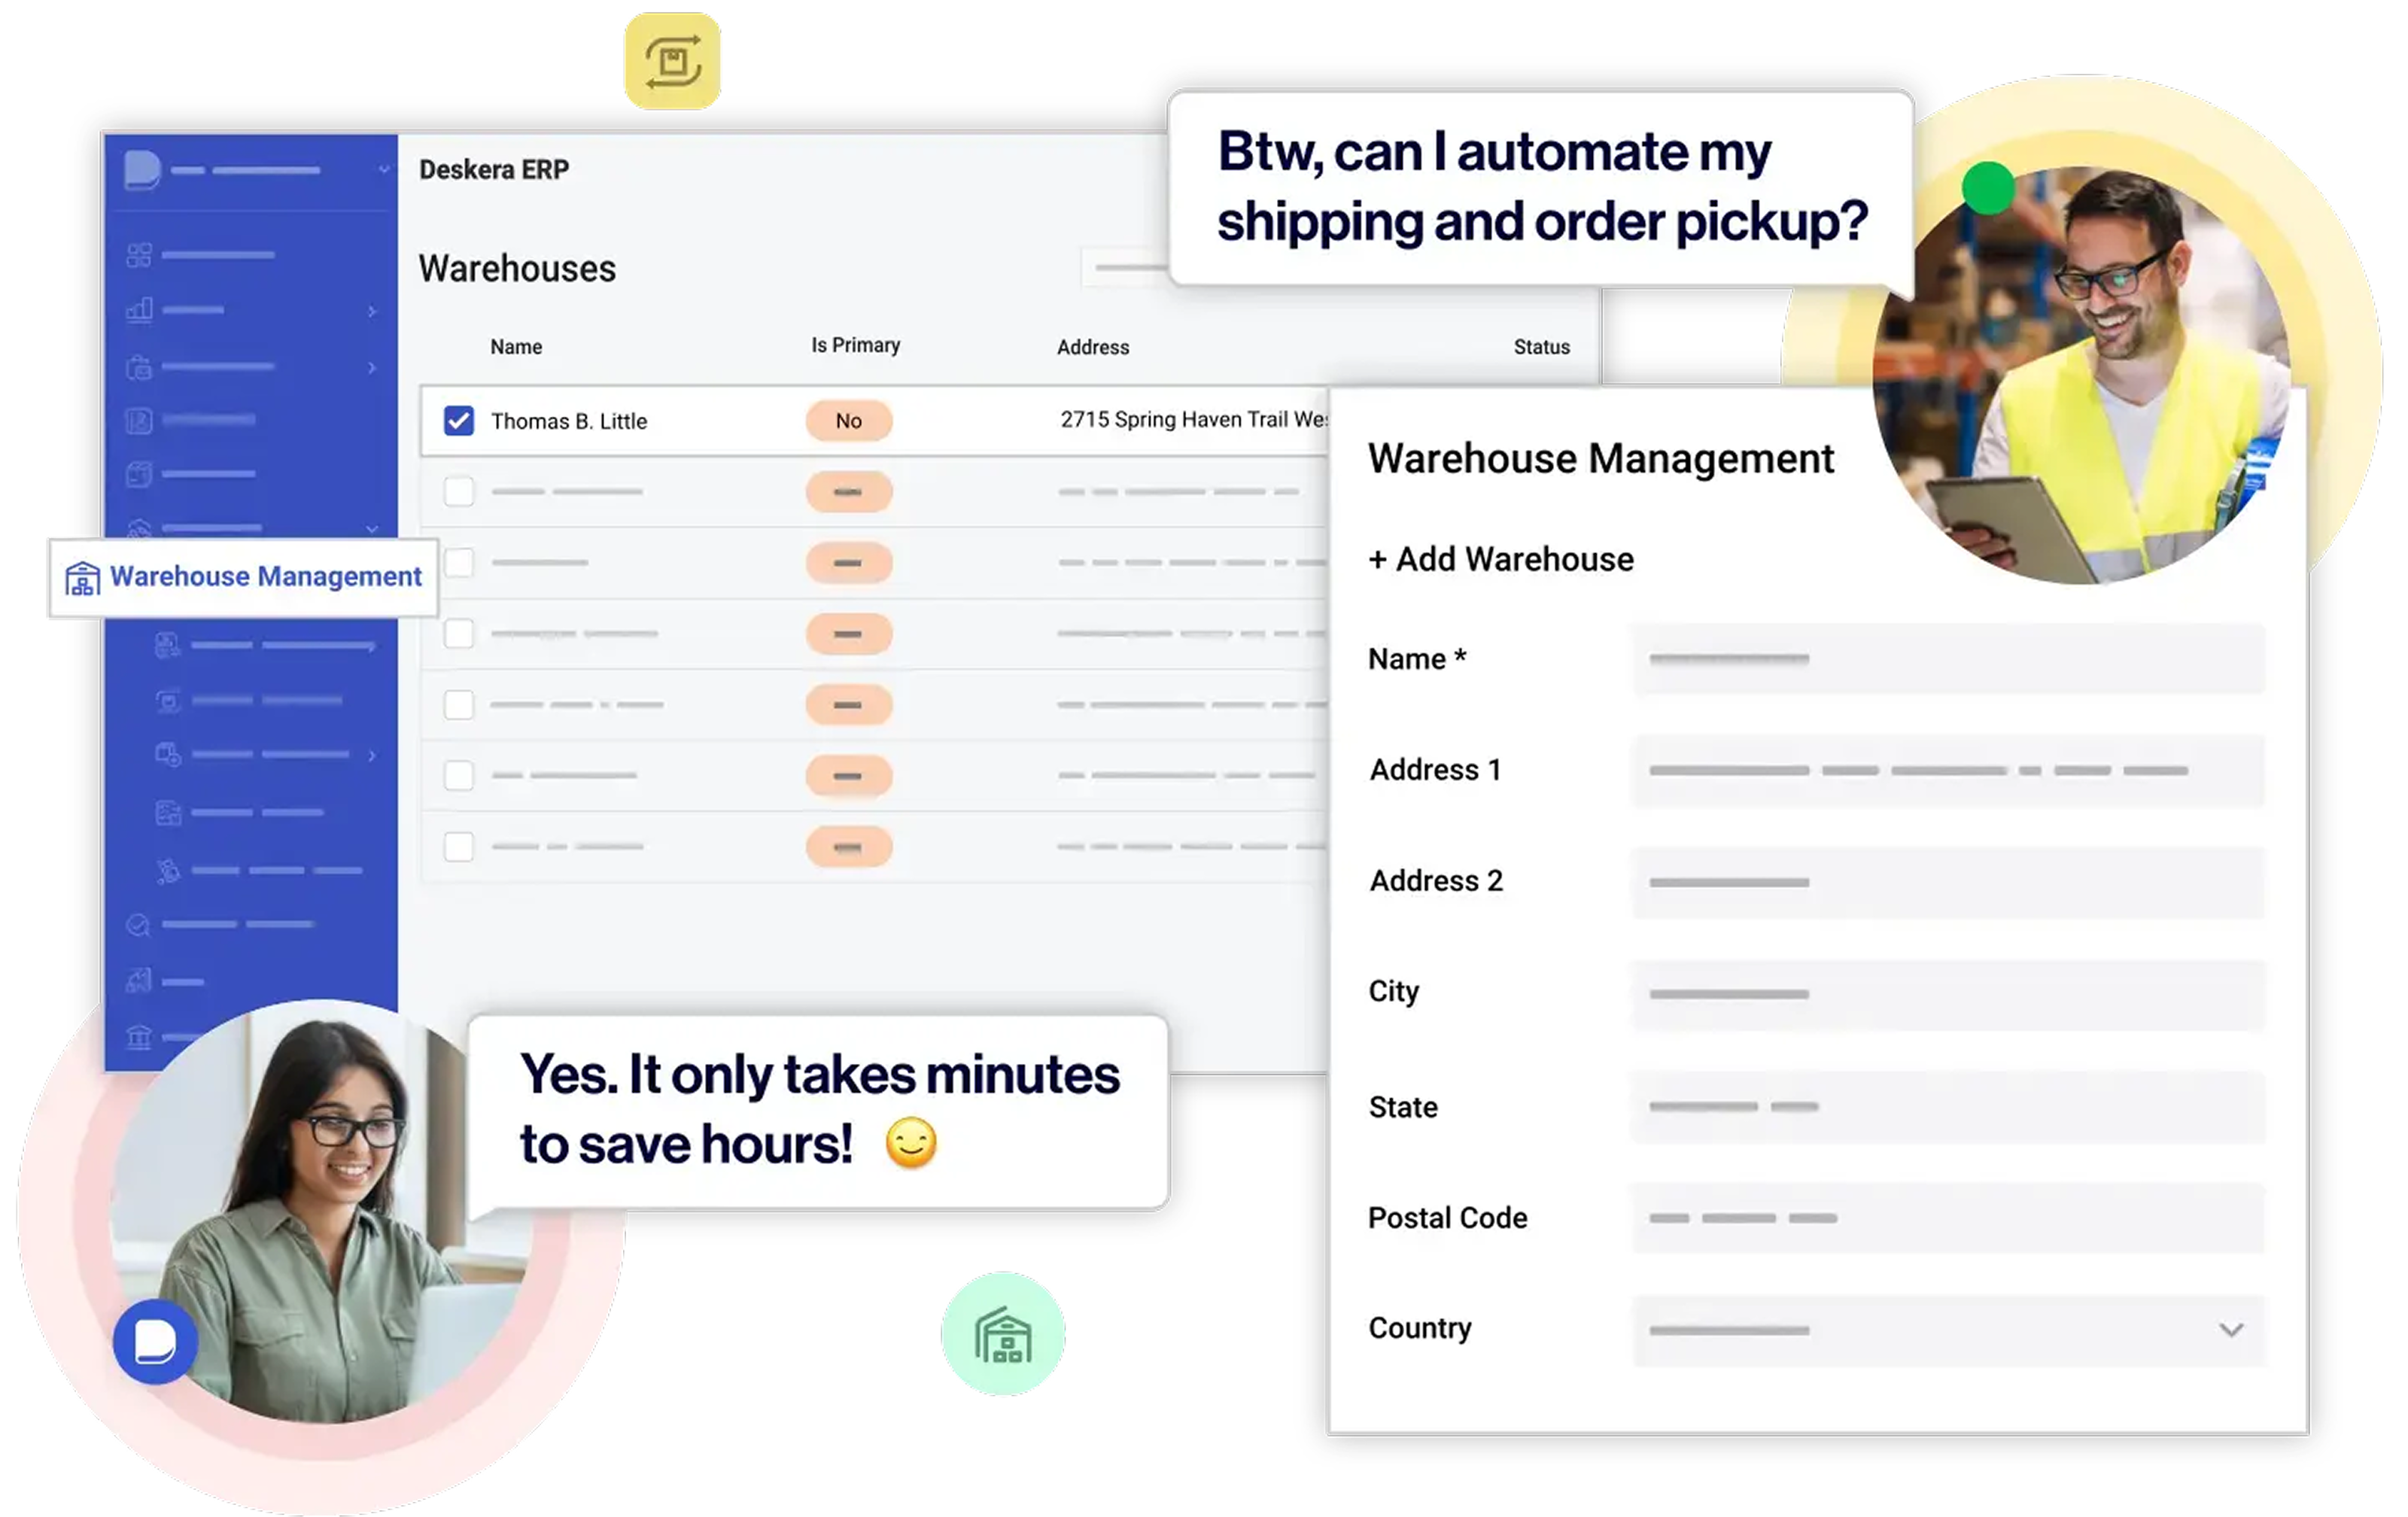 Btw, can I automate my
shipping and order pickup?
Deskera ERP
Warehouses
Name Is Primary Address Status
Thomas B. Little No 2715 Spring Haven Trail
Warehouse Management
Warehouse Management
+ Add Warehouse
Name *
Address 1
Address 2
City
State
Postal Code
Country
Yes. It only takes minutes
to save hours! 😊